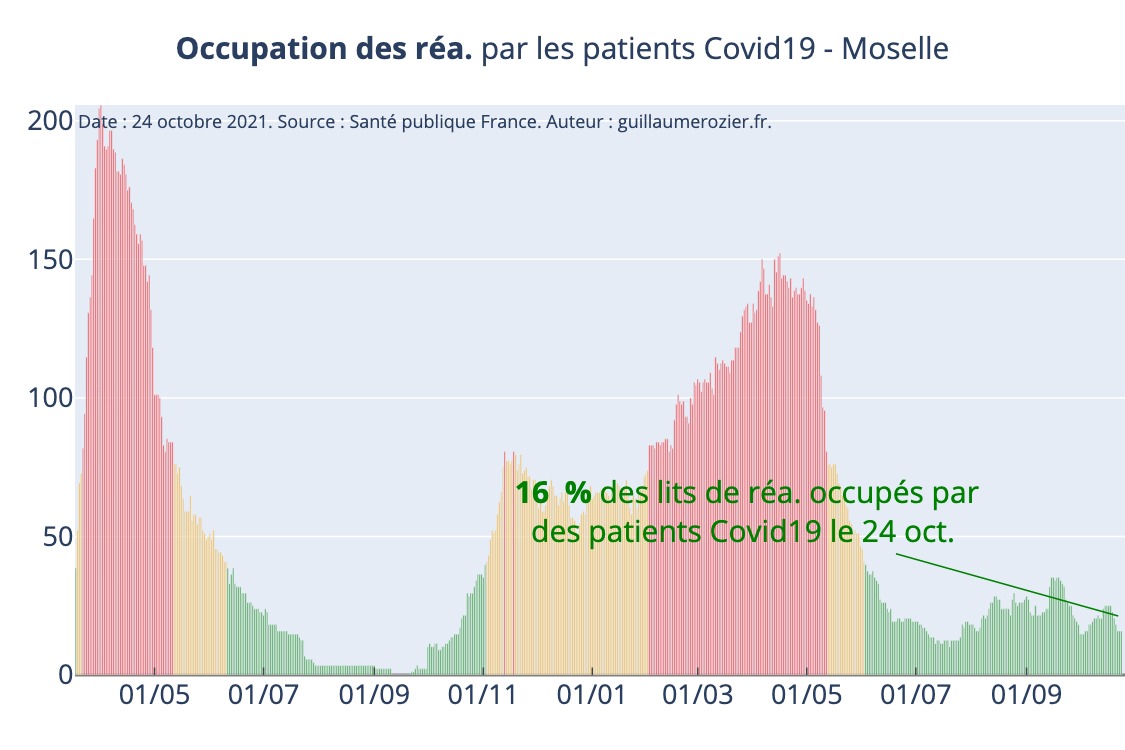 Occupation des réa. par les patients Covid19 - Moselle
200
Date : 24 octobre 2021. Source : Santé publique France. Auteur : guillaumerozier.fr.
150
100
16 % des lits de réa. occupés par
des patients Covid19 le 24 oct.
50
0
01/05 01/07 01/09 01/11 01/01 01/03 01/05 01/07 01/09